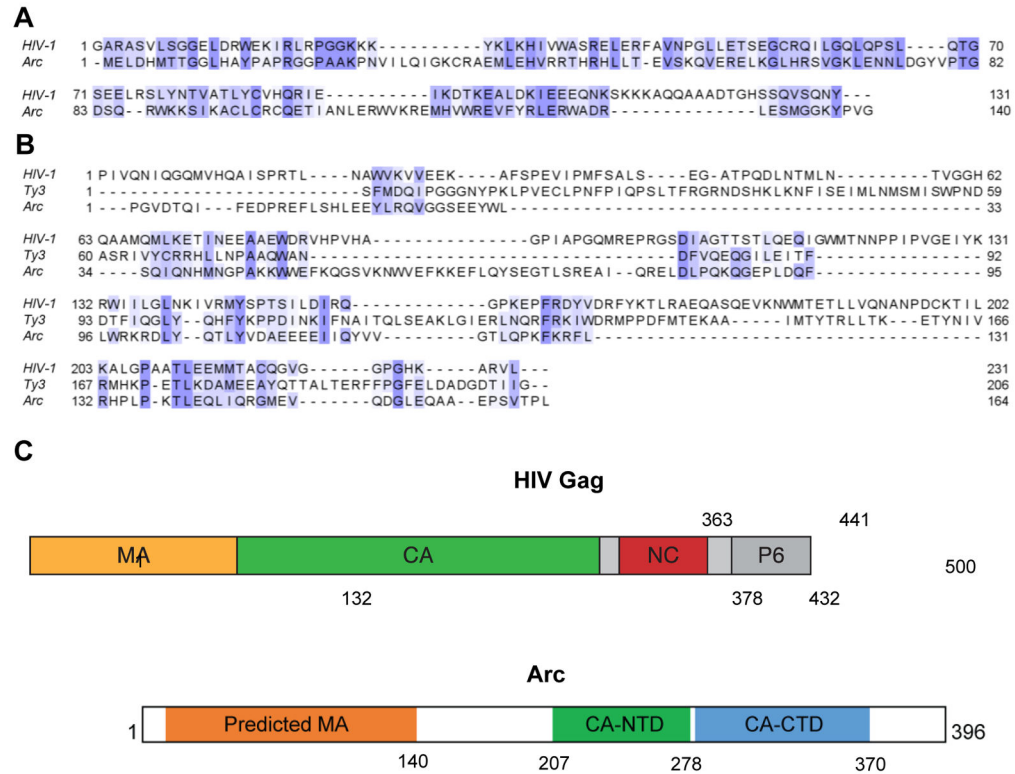 A
HIV-1 1 GARASVLSGGELDRWEKIRLRPGGKKK----------YKLKHIVWASRELERFAVNPGLLETSEGCRQILGQLQPSL----QTG 70
Arc 1 -MELDHMTTGGLHAYPAPRGGPAAKPNVILQIGKCRAEMLEHVRRTHRHLLT-EVSKQVERELKGLHRSVGKLENNLDGYVPTG 82
HIV-1 71 SEELRSLYNTVATLYCVHQRIE-----------IKDTKEALDKIEEEQNKSKKKAQQAAADTGHSSQVSQNY--- 131
Arc 83 DSQ--RWKKSIKACLCRCQETIANLERWVKREMHVWREVFYRLERWADR--------------LESMGGKYPVG 140
B
HIV-1 1 PIVQNIQGQMVHQAISPRTL----NAWVKVVEEK----AFSPEVIPMFSALS-----EG-ATPQDLNTMLN---------TVGGH 62
Ty3 1 --------------------------SFMDQIPGGGNYPKLPVECLPNFPIQPSLTFRGRNDSHKLKNFISEIMLNMSMISWPND 59
Arc 1 ---PGVDTQI----FEDPREFLSHLEEYLRQVGGSEEYWL--------------------------------------------- 33
HIV-1 63 QAAMQMLKETINEEAAEWDRVHPVHA---------------GPIAPGQMREPRGSDIAGTTSTLQEQIGWMTNNPPIPVGEIYK 131
Ty3 60 ASRIVYCRRHLLNPAAQWAN------------------------------------DFVQEQGILEITF--------------- 92
Arc 34 -----SQIQNHMNGPAKKWWEFKQGSVKNWVEFKKEFLQYSEGTLSREAI--QRELDLPQKQGEPLDQF--------------- 95
HIV-1 132 RWIILGLNKIVRMYSPTSILDIRQ-------------GPKEPFRDYVDRFYKTLRAEQASQEVKNWMTETLLVQNANPDCKTIL 202
Ty3 93 DTFIQGLY--QHFYKPPDINKIFNAITQLSEAKLGIERLNQRFRKIWDRMPPDFMTEKAA---IMTYTRLLTK---ETYNIV 166
Arc 96 LWRKRDLY--QTLYVDAEEEEIIQYVV----------GTLQPKFKRFL------------------------------------ 131
HIV-1 203 KALGPAATLEEMMTACQGVG-----GPGHK----ARVL-- 231
Ty3 167 RMHKP-ETLKDAMEEAYQTTALTERFFPGFELDADGDTIIG- 206
Arc 132 RHPLP-KTLEQLIQRGMEV-------QDGLEQAA--EPSVTPL 164
C
HIV Gag
363 441
MA CA NC P6
500
132 378 432
Arc
1 Predicted MA CA-NTD CA-CTD 396
140 207 278 370